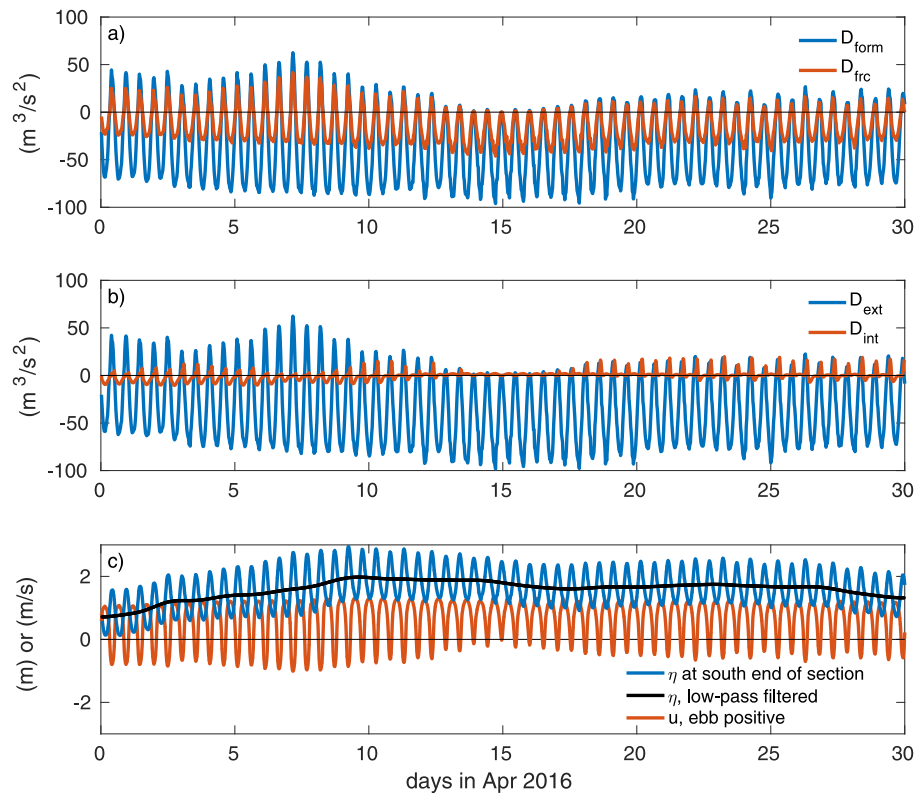 a)
100
50
0
-50
-100
(m ³/s²)
D_form
D_frc
0 5 10 15 20 25 30
b)
100
50
0
-50
-100
(m ³/s²)
D_ext
D_int
0 5 10 15 20 25 30
c)
2
0
-2
(m) or (m/s)
η at south end of section
η, low-pass filtered
u, ebb positive
0 5 10 15 20 25 30
days in Apr 2016